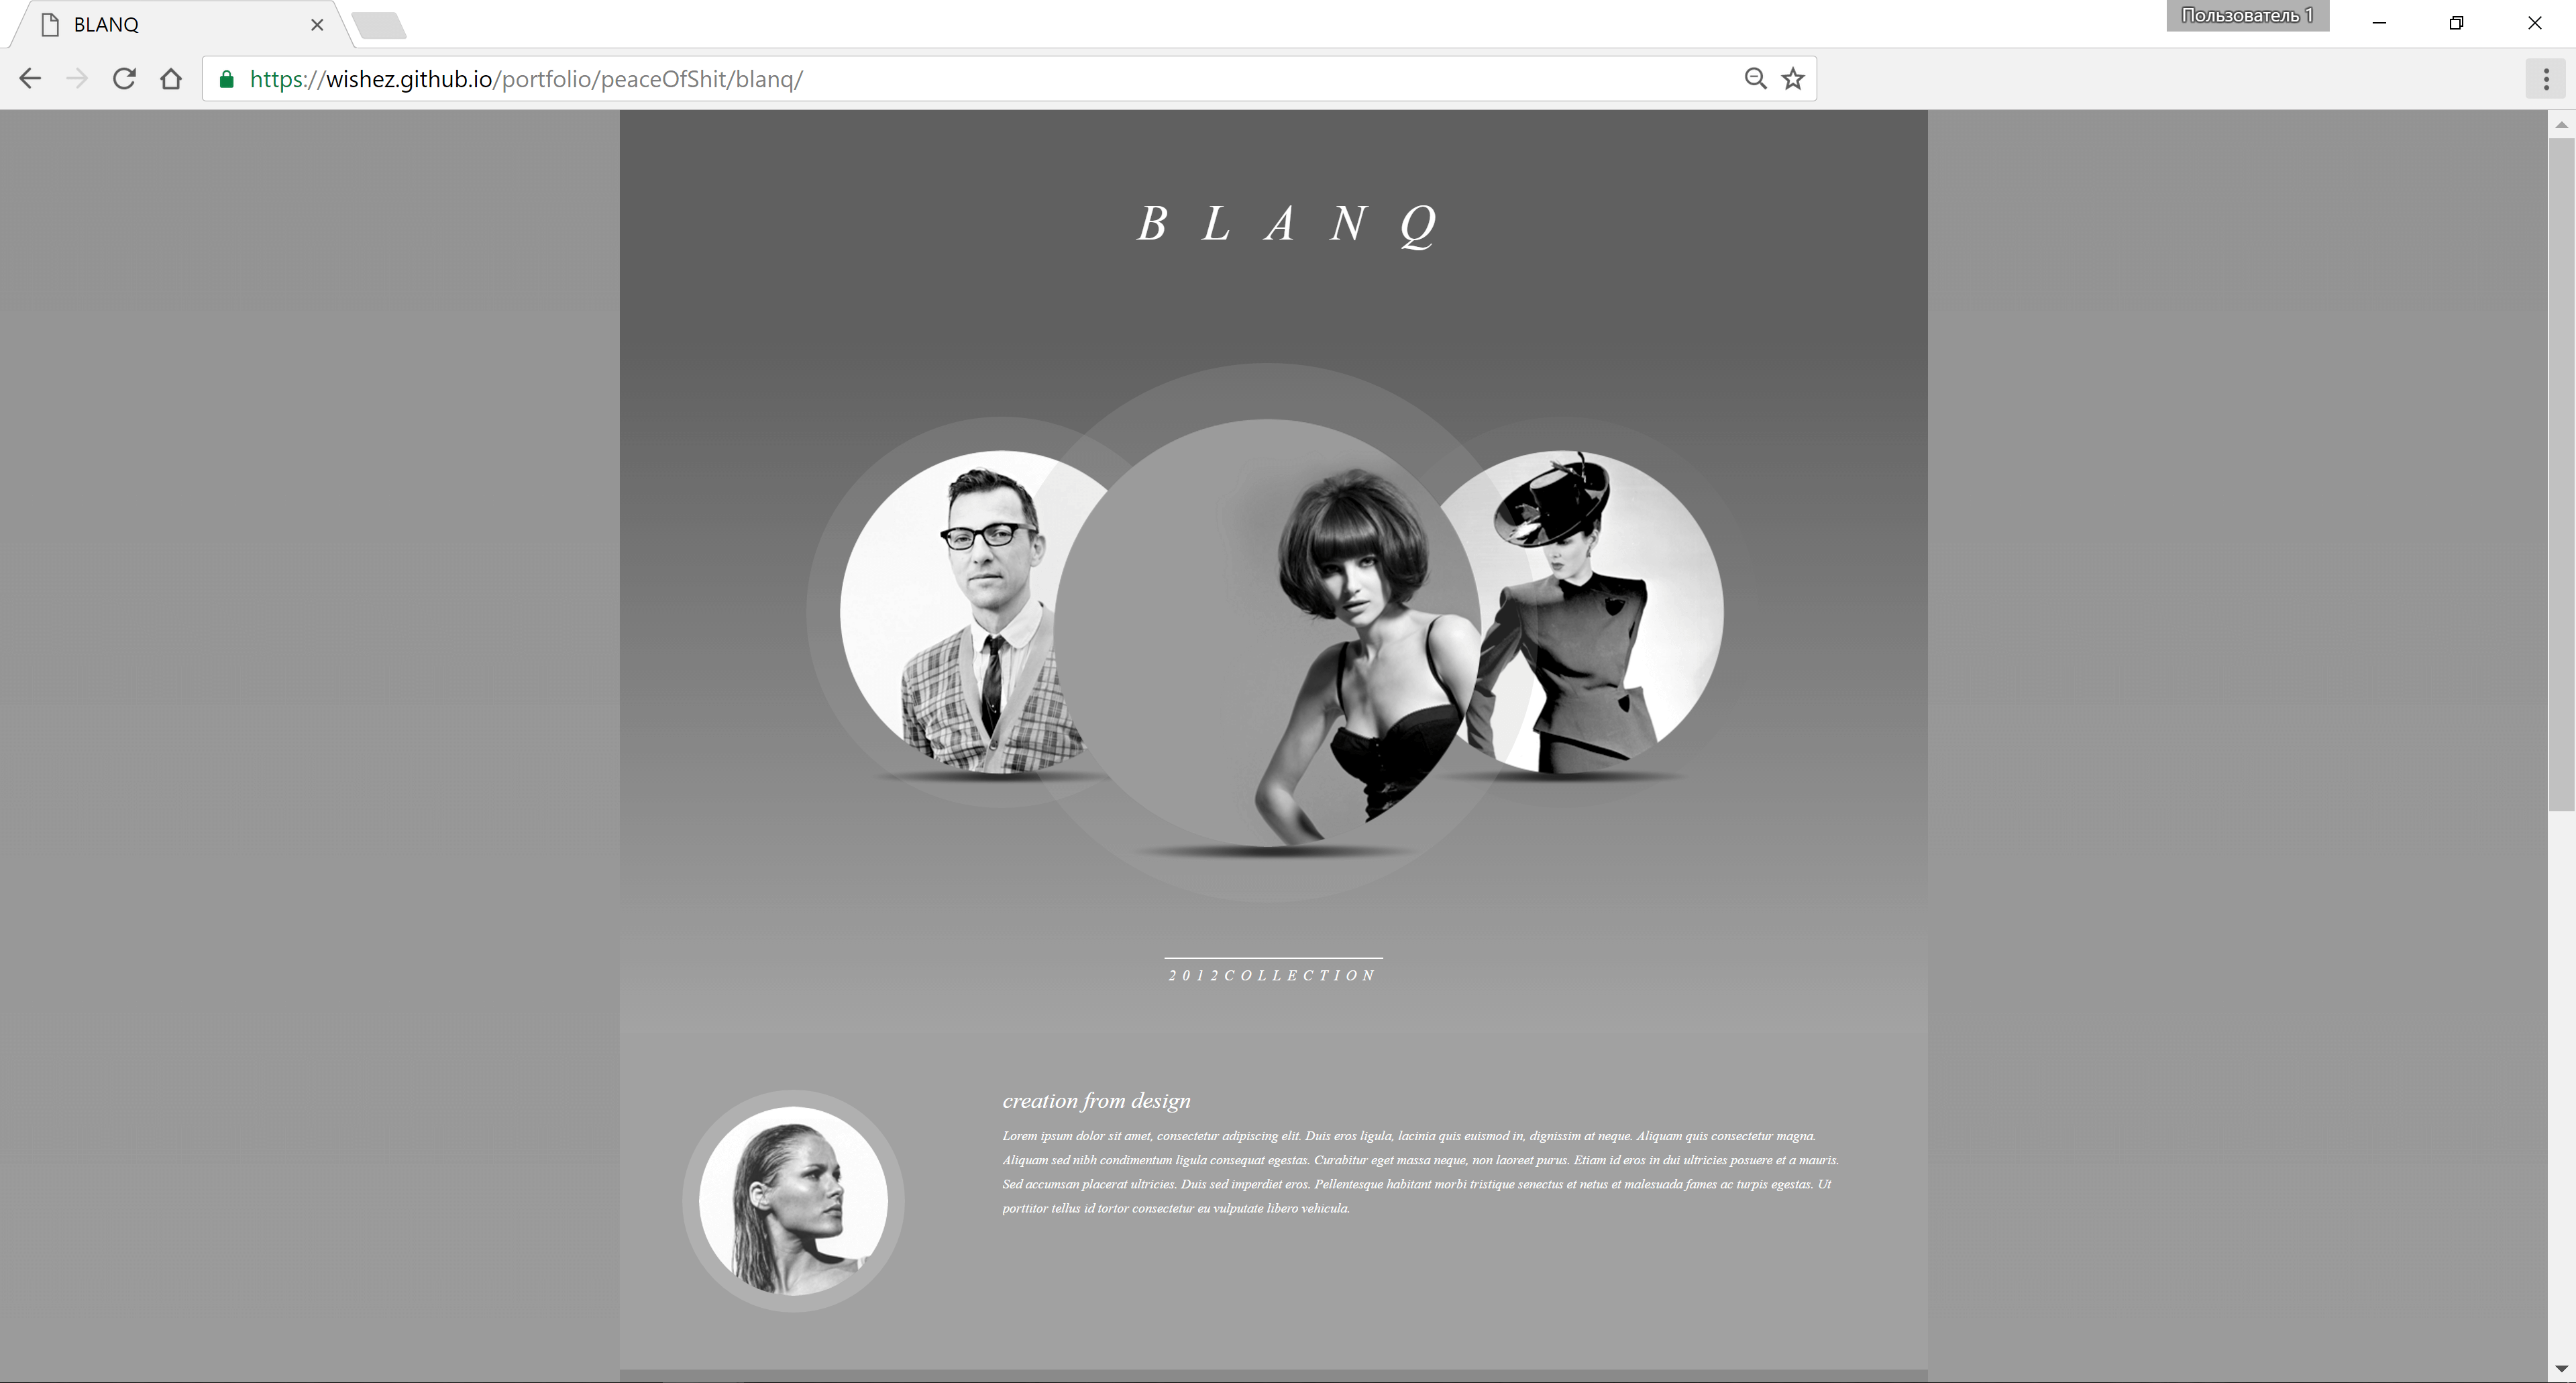 BLANQ
Пользователь 1
https://wishez.github.io/portfolio/peaceOfShit/blanq/
B L A N Q
2 0 1 2 C O L L E C T I O N
creation from design
Lorem ipsum dolor sit amet, consectetur adipiscing elit. Duis eros ligula, lacinia quis euismod in, dignissim at neque. Aliquam quis consectetur magna.
Aliquam sed nibh condimentum ligula consequat egestas. Curabitur eget massa neque, non laoreet purus. Etiam id eros in dui ultricies posuere et a mauris.
Sed accumsan placerat ultricies. Duis sed imperdiet eros. Pellentesque habitant morbi tristique senectus et netus et malesuada fames ac turpis egestas. Ut
porttitor tellus id tortor consectetur eu vulputate libero vehicula.